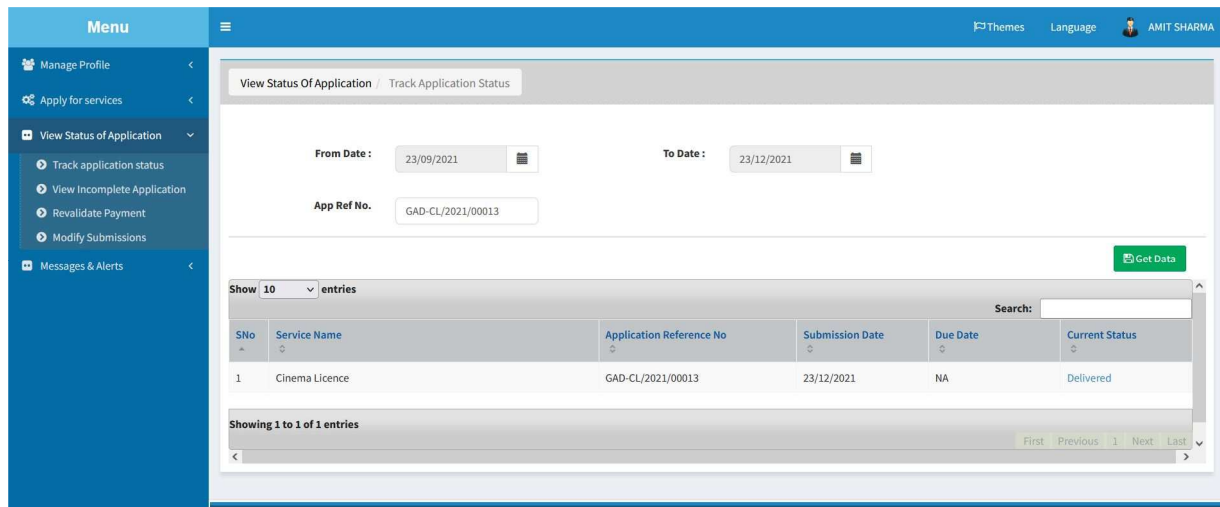 Menu
Themes Language AMIT SHARMA
Manage Profile
Apply for services
View Status of Application
Track application status
View Incomplete Application
Revalidate Payment
Modify Submissions
Messages & Alerts
View Status Of Application / Track Application Status
From Date : 23/09/2021 To Date : 23/12/2021
App Ref No. GAD-CL/2021/00013
Get Data
Show 10 entries
Search:
SNo Service Name Application Reference No Submission Date Due Date Current Status
1 Cinema Licence GAD-CL/2021/00013 23/12/2021 NA Delivered
Showing 1 to 1 of 1 entries
First Previous 1 Next Last